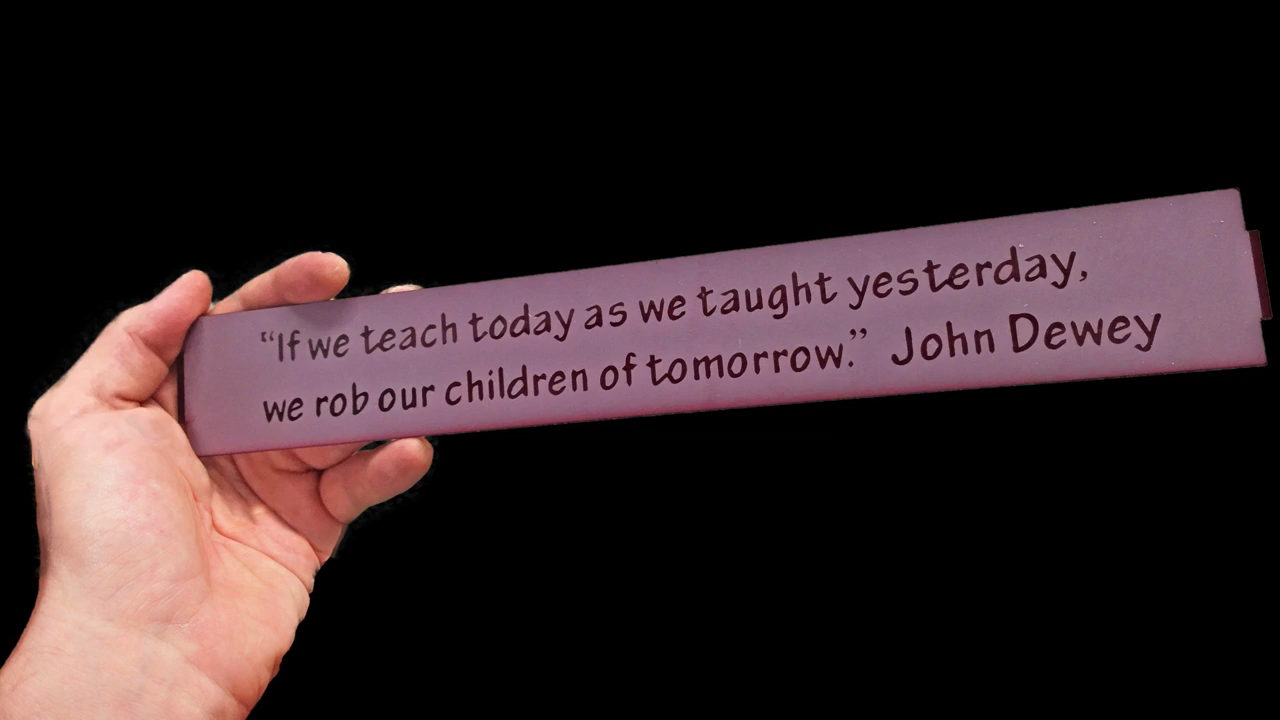 “If we teach today as we taught yesterday,
we rob our children of tomorrow.” John Dewey